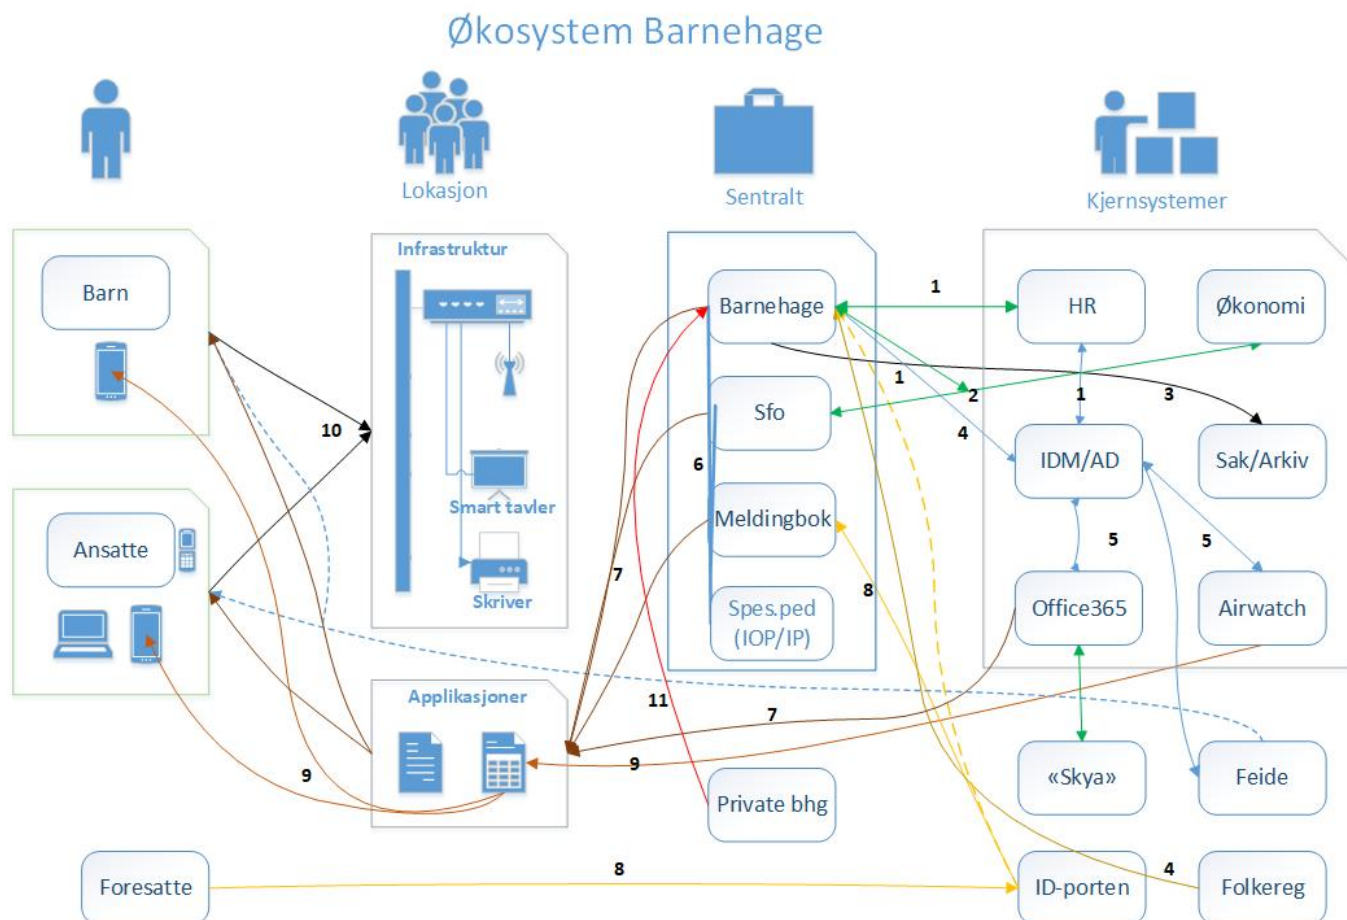 Økosystem Barnehage
Lokasjon
Sentralt
Kjernsystemer
Barn
Ansatte
Infrastruktur
Smart tavler
Skriver
Applikasjoner
Barnehage
Sfo
Meldingbok
Spes.ped
(IOP/IP)
Private bhg
HR
Økonomi
IDM/AD
Sak/Arkiv
Office365
Airwatch
«Skya»
Feide
Foresatte
ID-porten
Folkereg
1
1
1
2
3
4
10
6
5
5
7
8
11
7
9
9
8
4